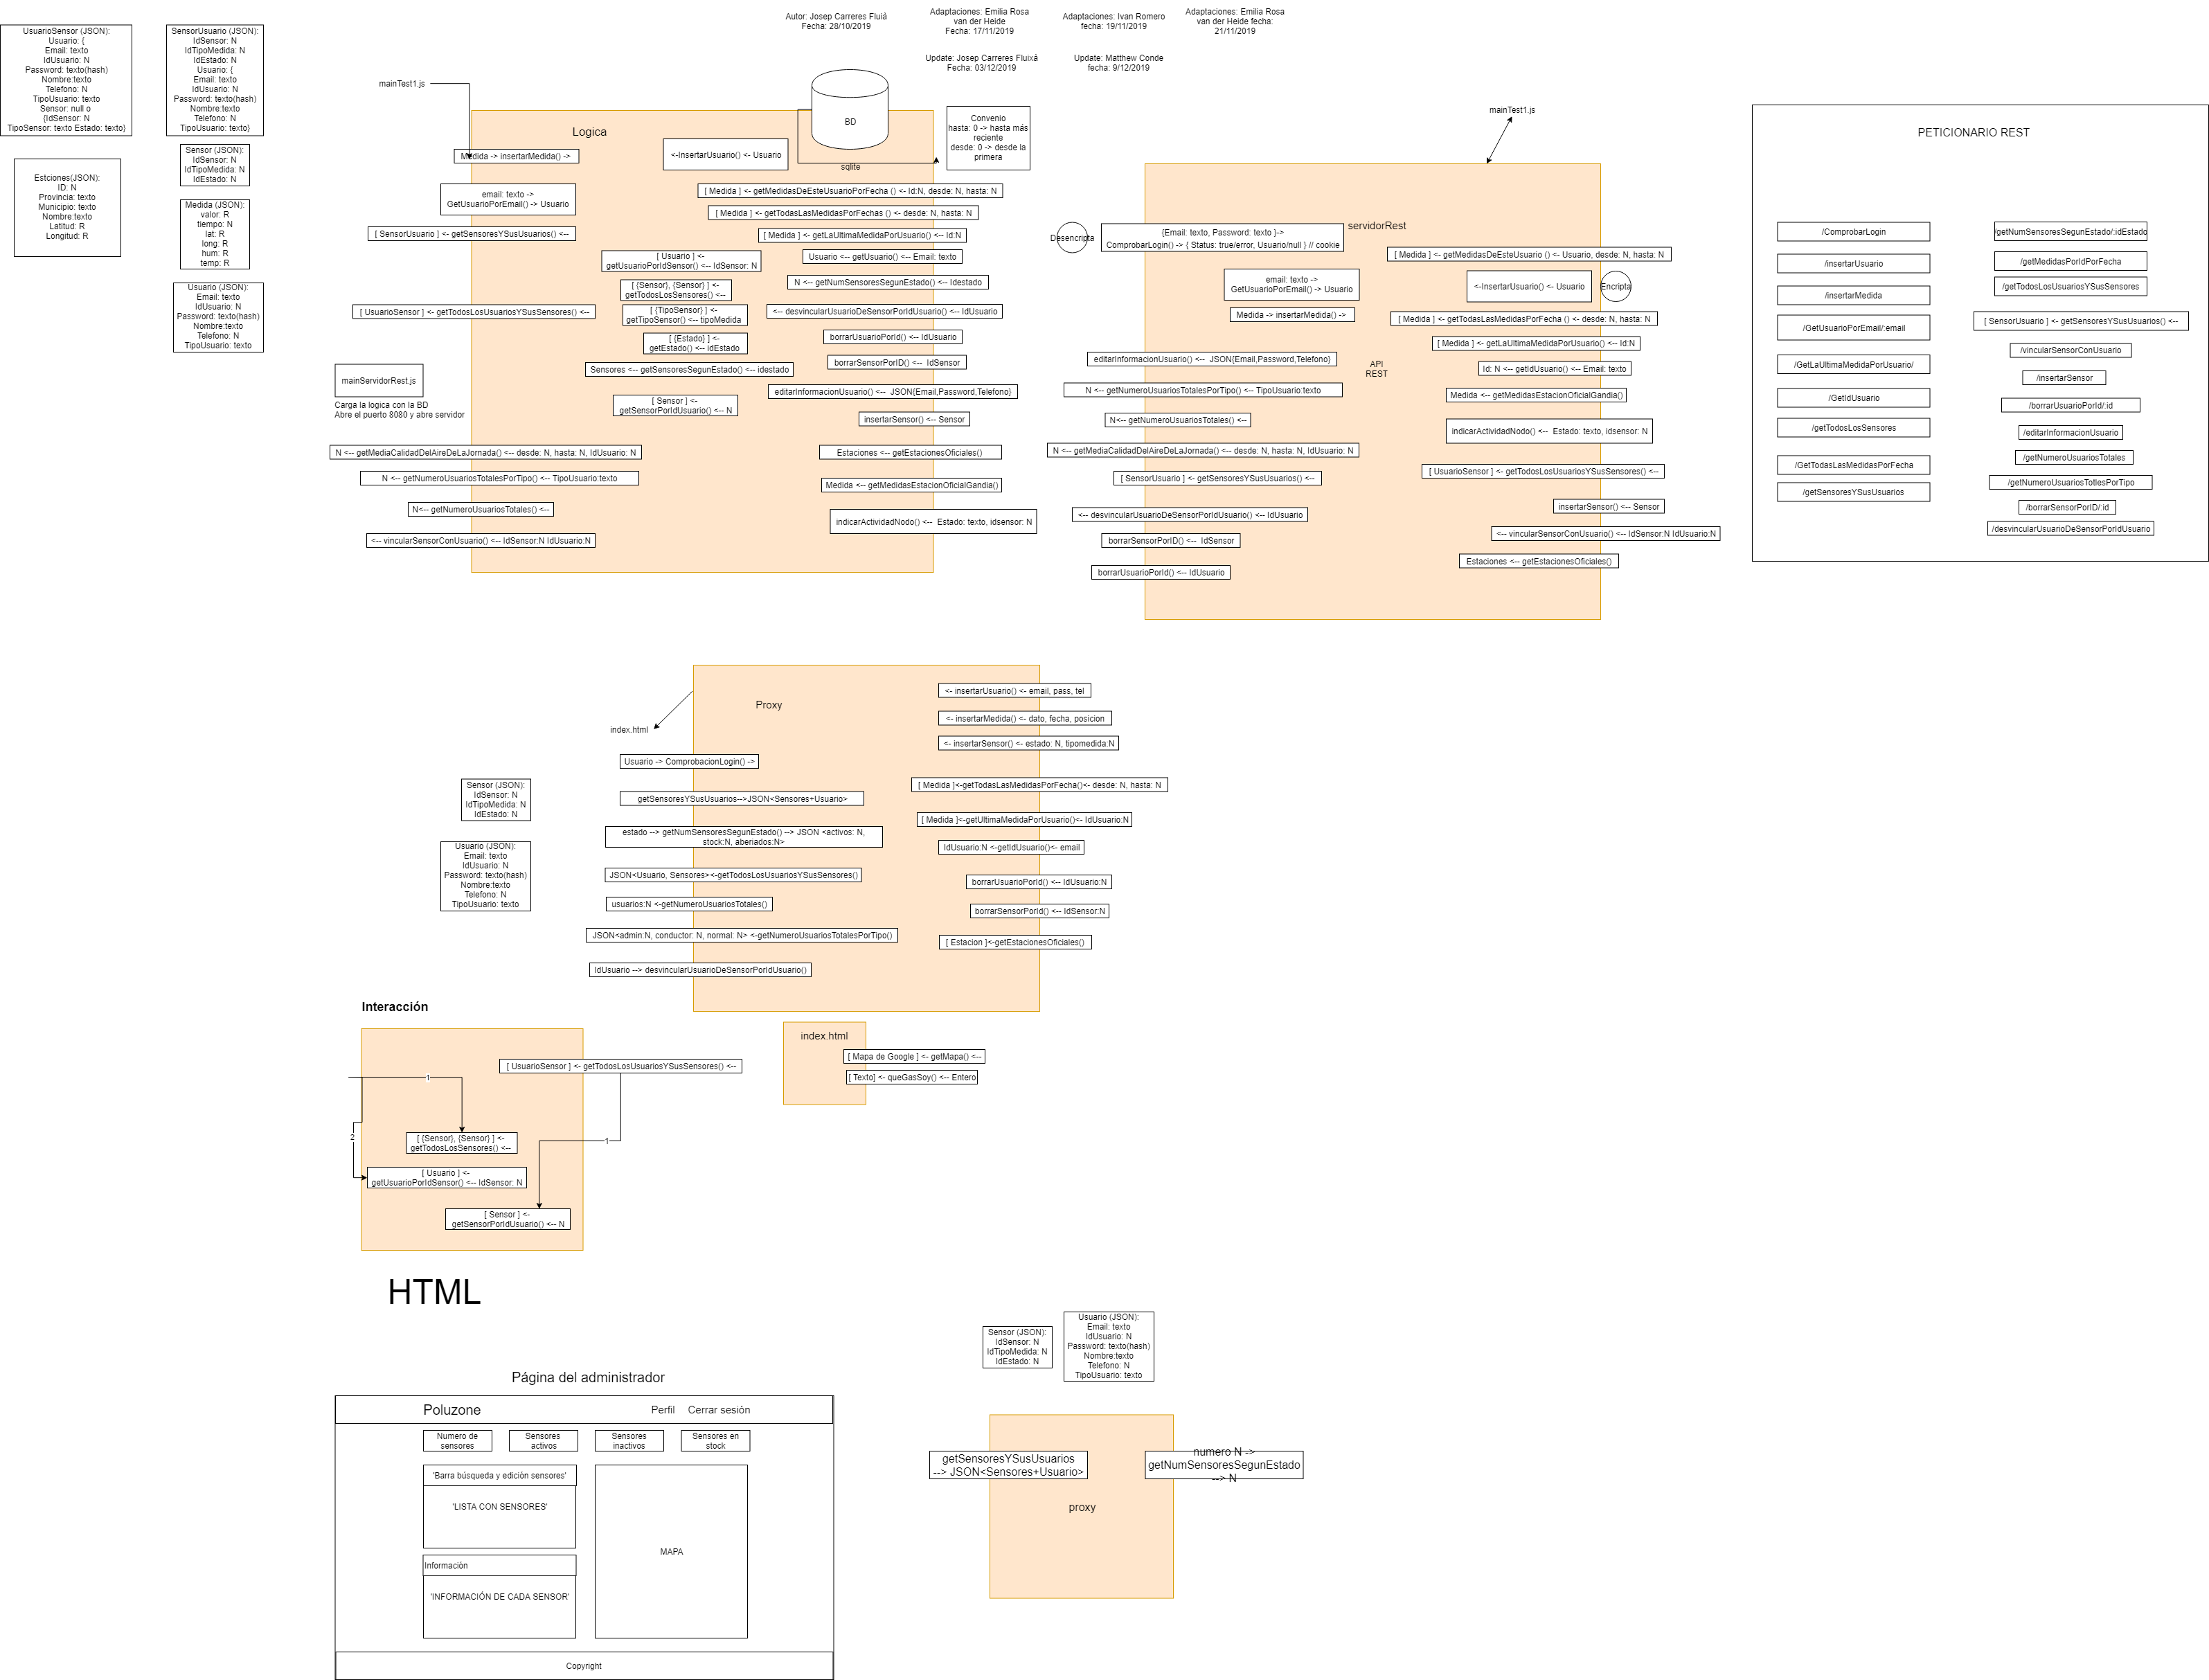 Autor: Josep Carreres Fluiá
Fecha: 28/10/2019
Adaptaciones: Emilia Rosa
van der Heide
Fecha: 17/11/2019
Adaptaciones: Ivan Romero
fecha: 19/11/2019
Adaptaciones: Emilia Rosa
van der Heide fecha:
21/11/2019
Update: Josep Carreres Fluixá
Fecha: 03/12/2019
Update: Matthew Conde
fecha: 9/12/2019
UsuarioSensor (JSON):
Usuario: {
Email: texto
IdUsuario: N
Password: texto(hash)
Nombre:texto
Telefono: N
TipoUsuario: texto
Sensor: null o
{IdSensor: N
TipoSensor: texto Estado: texto}
SensorUsuario (JSON):
IdSensor: N
IdTipoMedida: N
IdEstado: N
Usuario: {
Email: texto
IdUsuario: N
Password: texto(hash)
Nombre:texto
Telefono: N
TipoUsuario: texto}
Estciones(JSON):
ID: N
Provincia: texto
Municipio: texto
Nombre:texto
Latitud: R
Longitud: R
Sensor (JSON):
IdSensor: N
IdTipoMedida: N
IdEstado: N
Medida (JSON):
valor: R
tiempo: N
lat: R
long: R
hum: R
temp: R
Usuario (JSON):
Email: texto
IdUsuario: N
Password: texto(hash)
Nombre:texto
Telefono: N
TipoUsuario: texto
mainTest1.js
Logica
BD
sqlite
Convenio
hasta: 0 -> hasta más
reciente
desde: 0 -> desde la
primera
Medida -> insertarMedida() ->
<-InsertarUsuario() <- Usuario
email: texto ->
GetUsuarioPorEmail() -> Usuario
[ SensorUsuario ] <-- getSensoresYSusUsuarios() <--
[ UsuarioSensor ] <-- getTodosLosUsuariosYSusSensores() <--
mainServidorRest.js
Carga la logica con la BD
Abre el puerto 8080 y abre servidor
N <-- getMediaCalidadDelAireDeLaJornada() <-- desde: N, hasta: N, IdUsuario: N
N <-- getNumeroUsuariosTotalesPorTipo() <-- TipoUsuario:texto
N<-- getNumeroUsuariosTotales() <--
<-- vincularSensorConUsuario() <-- IdSensor:N IdUsuario:N
[ Usuario ] <-
getUsuarioPorIdSensor() <-- IdSensor: N
[ {Sensor}, {Sensor} ] <-
getTodosLosSensores() <--
[ {TipoSensor} ] <-
getTipoSensor() <-- tipoMedida
[ {Estado} ] <-
getEstado() <-- idEstado
Sensores <-- getSensoresSegunEstado() <-- idestado
[ Sensor ] <-
getSensorPorIdUsuario() <-- N
[ Medida ] <-- getMedidasDeEsteUsuarioPorFecha () <- Id:N, desde: N, hasta: N
[ Medida ] <-- getTodasLasMedidasPorFechas () <- desde: N, hasta: N
[ Medida ] <-- getLaUltimaMedidaPorUsuario() <-- Id:N
Usuario <-- getUsuario() <-- Email: texto
N <-- getNumSensoresSegunEstado() <-- Idestado
<-- desvincularUsuarioDeSensorPorIdUsuario() <-- IdUsuario
borrarUsuarioPorId() <-- IdUsuario
borrarSensorPorID() <-- IdSensor
editarInformacionUsuario() <-- JSON{Email,Password,Telefono}
insertarSensor() <-- Sensor
Estaciones <-- getEstacionesOficiales()
Medida <-- getMedidasEstacionOficialGandia()
indicarActividadNodo() <-- Estado: texto, idsensor: N
mainTest1.js
servidorRest
Desencripta
{Email: texto, Password: texto }->
ComprobarLogin() -> { Status: true/error, Usuario/null } // cookie
email: texto ->
GetUsuarioPorEmail() -> Usuario
Medida -> insertarMedida() ->
editarInformacionUsuario() <-- JSON{Email,Password,Telefono}
API
REST
N <-- getNumeroUsuariosTotalesPorTipo() <-- TipoUsuario:texto
N<-- getNumeroUsuariosTotales() <--
N <-- getMediaCalidadDelAireDeLaJornada() <-- desde: N, hasta: N, IdUsuario: N
[ SensorUsuario ] <-- getSensoresYSusUsuarios() <--
<-- desvincularUsuarioDeSensorPorIdUsuario() <-- IdUsuario
borrarSensorPorID() <-- IdSensor
borrarUsuarioPorId() <-- IdUsuario
[ Medida ] <-- getMedidasDeEsteUsuario () <- Usuario, desde: N, hasta: N
<-InsertarUsuario() <- Usuario
Encripta
[ Medida ] <-- getTodasLasMedidasPorFecha () <- desde: N, hasta: N
[ Medida ] <-- getLaUltimaMedidaPorUsuario() <-- Id:N
Id: N <-- getIdUsuario() <-- Email: texto
Medida <-- getMedidasEstacionOficialGandia()
indicarActividadNodo() <-- Estado: texto, idsensor: N
[ UsuarioSensor ] <-- getTodosLosUsuariosYSusSensores() <--
insertarSensor() <-- Sensor
<-- vincularSensorConUsuario() <-- IdSensor:N IdUsuario:N
Estaciones <-- getEstacionesOficiales()
PETICIONARIO REST
/ComprobarLogin
/insertarUsuario
/insertarMedida
/GetUsuarioPorEmail/:email
/GetLaUltimaMedidaPorUsuario/
/GetIdUsuario
/getTodosLosSensores
/GetTodasLasMedidasPorFecha
/getSensoresYSusUsuarios
/getNumSensoresSegunEstado/:idEstado
/getMedidasPorIdPorFecha
/getTodosLosUsuariosYSusSensores
[ SensorUsuario ] <-- getSensoresYSusUsuarios() <--
/vincularSensorConUsuario
/insertarSensor
/borrarUsuarioPorId/:id
/editarInformacionUsuario
/getNumeroUsuariosTotales
/getNumeroUsuariosTotlesPorTipo
/borrarSensorPorID/:id
/desvincularUsuarioDeSensorPorIdUsuario
Proxy
index.html
Usuario -> ComprobacionLogin() ->
getSensoresYSusUsuarios-->JSON<Sensores+Usuario>
estado --> getNumSensoresSegunEstado() --> JSON <activos: N,
stock:N, aberiados:N>
JSON<Usuario, Sensores><-getTodosLosUsuariosYSusSensores()
usuarios:N <-getNumeroUsuariosTotales()
JSON<admin:N, conductor: N, normal: N> <-getNumeroUsuariosTotalesPorTipo()
IdUsuario --> desvincularUsuarioDeSensorPorIdUsuario()
<- insertarUsuario() <- email, pass, tel
<- insertarMedida() <- dato, fecha, posicion
<- insertarSensor() <- estado: N, tipomedida:N
[ Medida ]<-getTodasLasMedidasPorFecha()<- desde: N, hasta: N
[ Medida ]<-getUltimaMedidaPorUsuario()<- IdUsuario:N
IdUsuario:N <-getIdUsuario()<- email
borrarUsuarioPorId() <-- IdUsuario:N
borrarSensorPorId() <-- IdSensor:N
[ Estacion ]<-getEstacionesOficiales()
Sensor (JSON):
IdSensor: N
IdTipoMedida: N
IdEstado: N
Usuario (JSON):
Email: texto
IdUsuario: N
Password: texto(hash)
Nombre:texto
Telefono: N
TipoUsuario: texto
Interacción
[ UsuarioSensor ] <- getTodosLosUsuariosYSusSensores() <--
1
2
1
[ {Sensor}, {Sensor} ] <-
getTodosLosSensores() <--
[ Usuario ] <-
getUsuarioPorIdSensor() <-- IdSensor: N
[ Sensor ] <-
getSensorPorIdUsuario() <-- N
index.html
[ Mapa de Google ] <- getMapa() <--
[ Texto] <- queGasSoy() <-- Entero
HTML
Página del administrador
Poluzone
Perfil
Cerrar sesión
Numero de
sensores
Sensores
activos
Sensores
inactivos
Sensores en
stock
'Barra búsqueda y edición sensores'
'LISTA CON SENSORES'
Información
'INFORMACIÓN DE CADA SENSOR'
MAPA
Copyright
Sensor (JSON):
IdSensor: N
IdTipoMedida: N
IdEstado: N
Usuario (JSON):
Email: texto
IdUsuario: N
Password: texto(hash)
Nombre:texto
Telefono: N
TipoUsuario: texto
getSensoresYSusUsuarios
--> JSON<Sensores+Usuario>
numero N ->
getNumSensoresSegunEstado
--> N
proxy